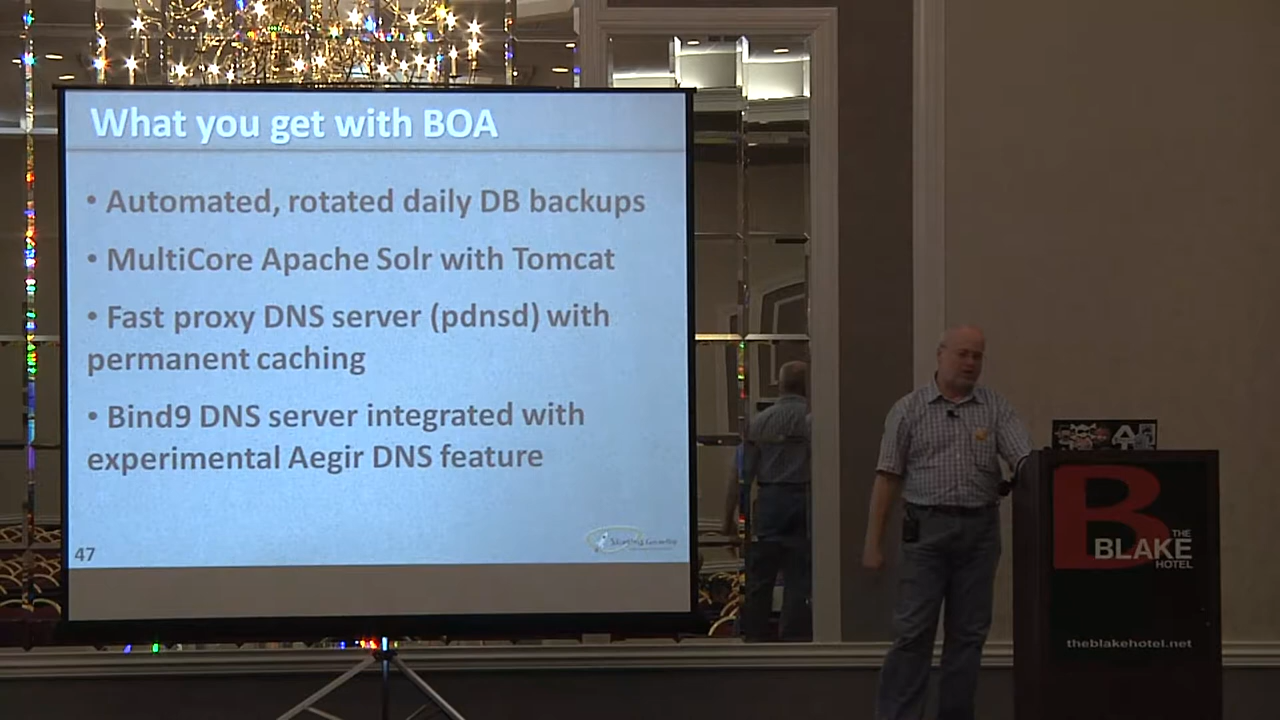 What you get with BOA
• Automated, rotated daily DB backups
• MultiCore Apache Solr with Tomcat
• Fast proxy DNS server (pdnsd) with
permanent caching
• Bind9 DNS server integrated with
experimental Aegir DNS feature
47
B
THE
BLAKE
HOTEL
theblakehotel.net